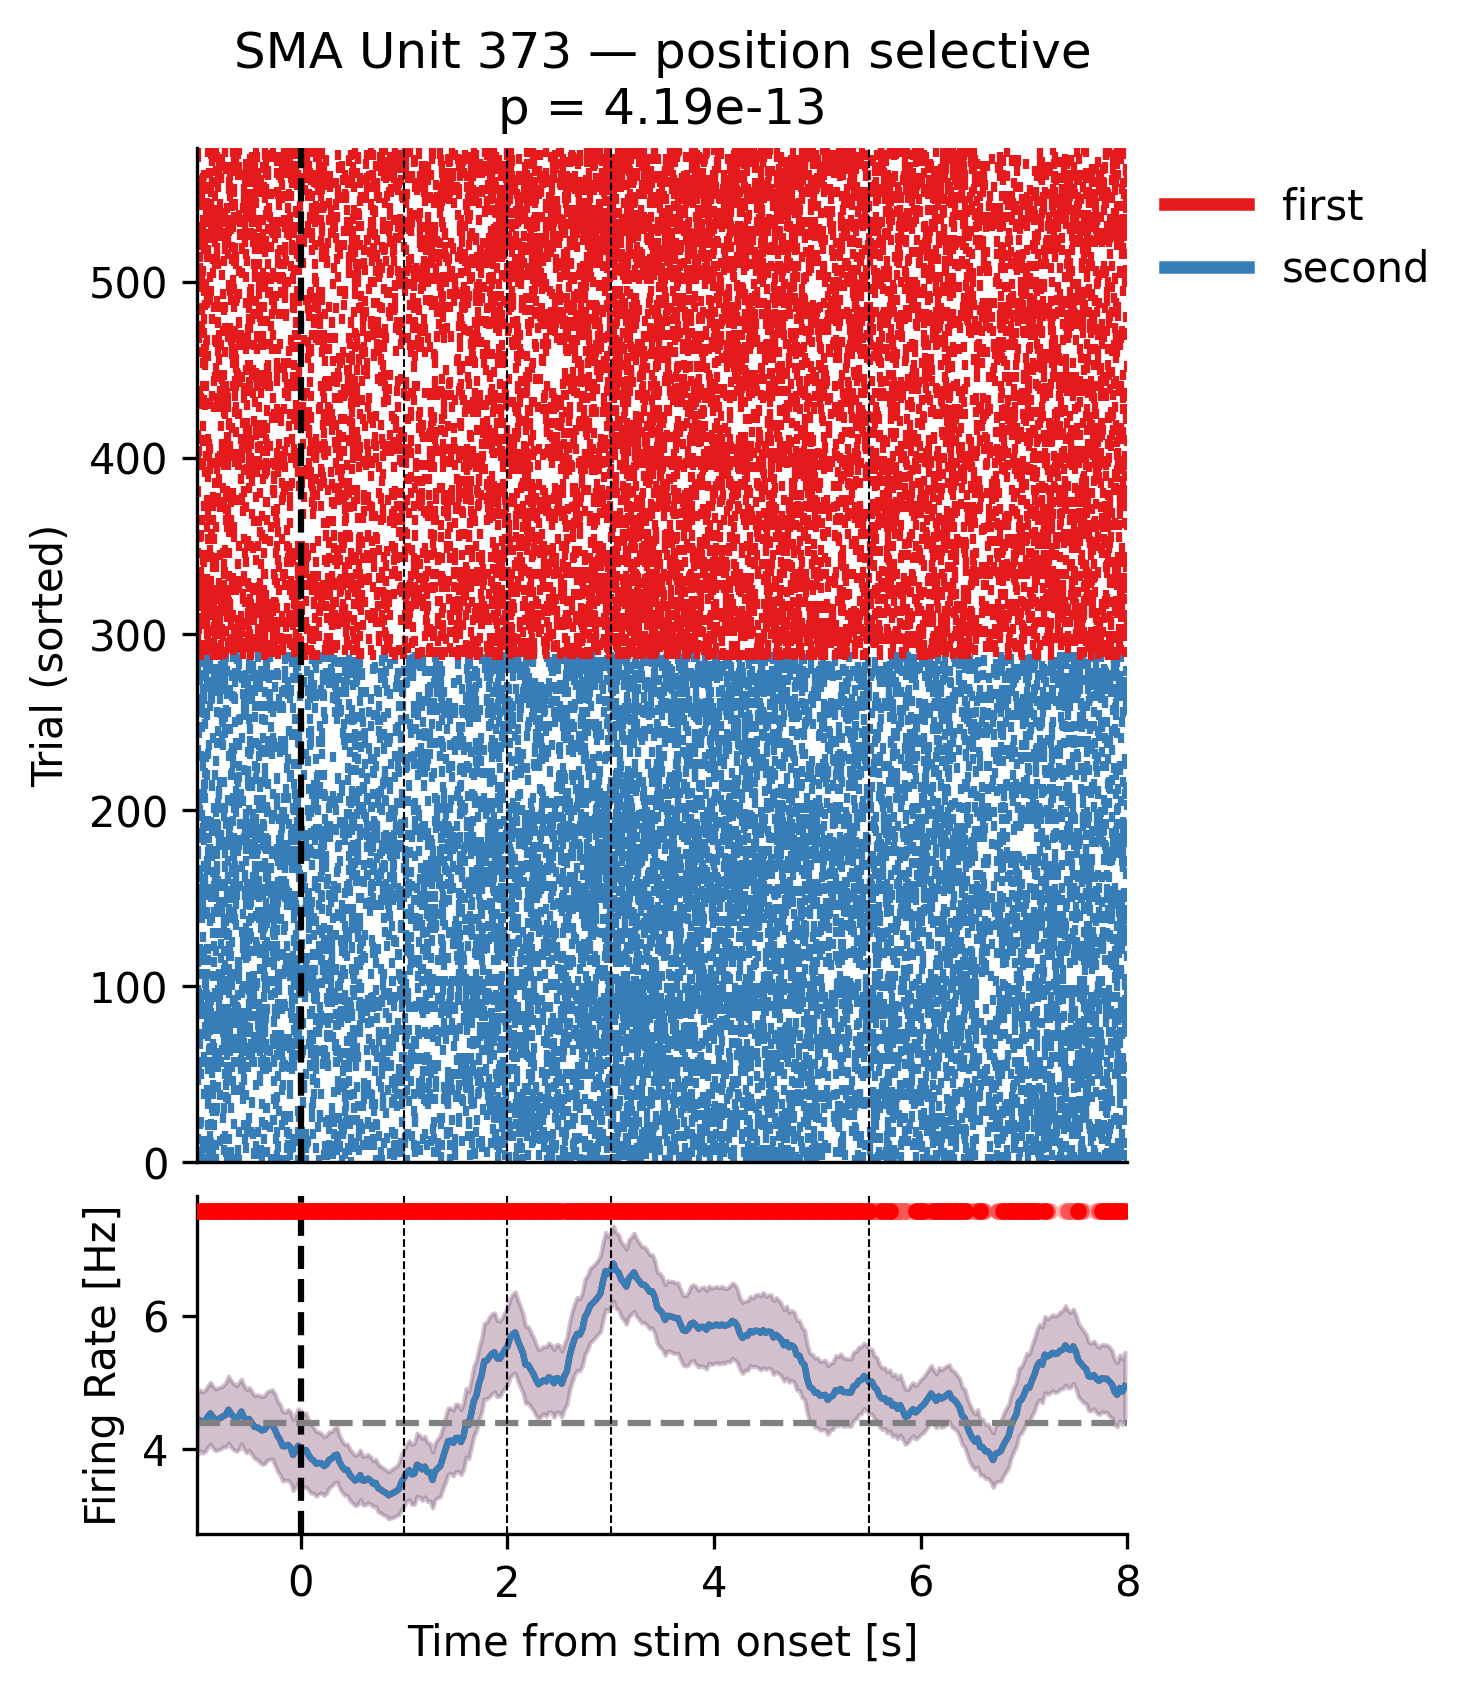 SMA Unit 373 — position selective
p = 4.19e-13
first
second
500
400
300
200
100
0
Trial (sorted)
6
4
Firing Rate [Hz]
0 2 4 6 8
Time from stim onset [s]